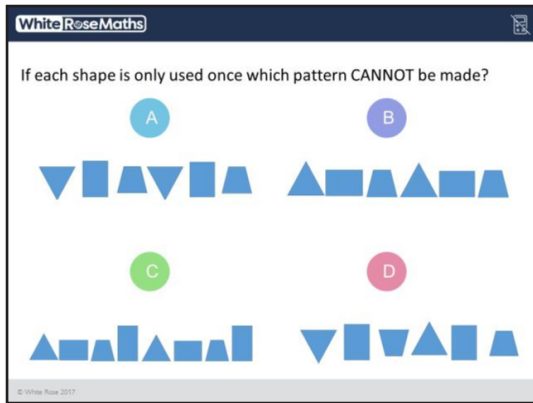 White Rose Maths
If each shape is only used once which pattern CANNOT be made?
A
B
C
D
© White Rose 2017